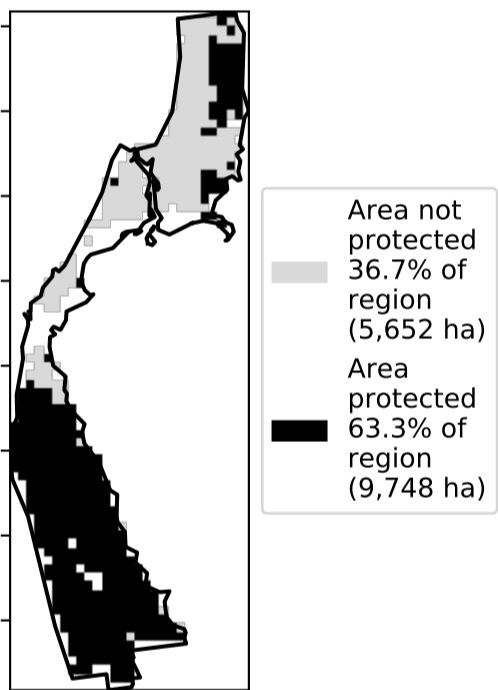 Area not
protected
36.7% of
region
(5,652 ha)
Area
protected
63.3% of
region
(9,748 ha)